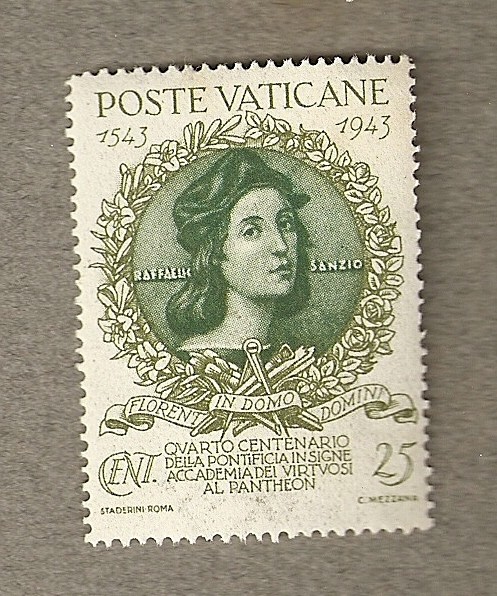 POSTE VATICANE
1543 1943
RAFFAELE SANZIO
FLORENT IN DOMO DOMINI
CENT. QVARTO CENTENARIO
DELLA PONTIFICIA INSIGNE
ACCADEMIA DEI VIRTVOSI
AL PANTHEON
25
STADERINI·ROMA
C. MEZZANA